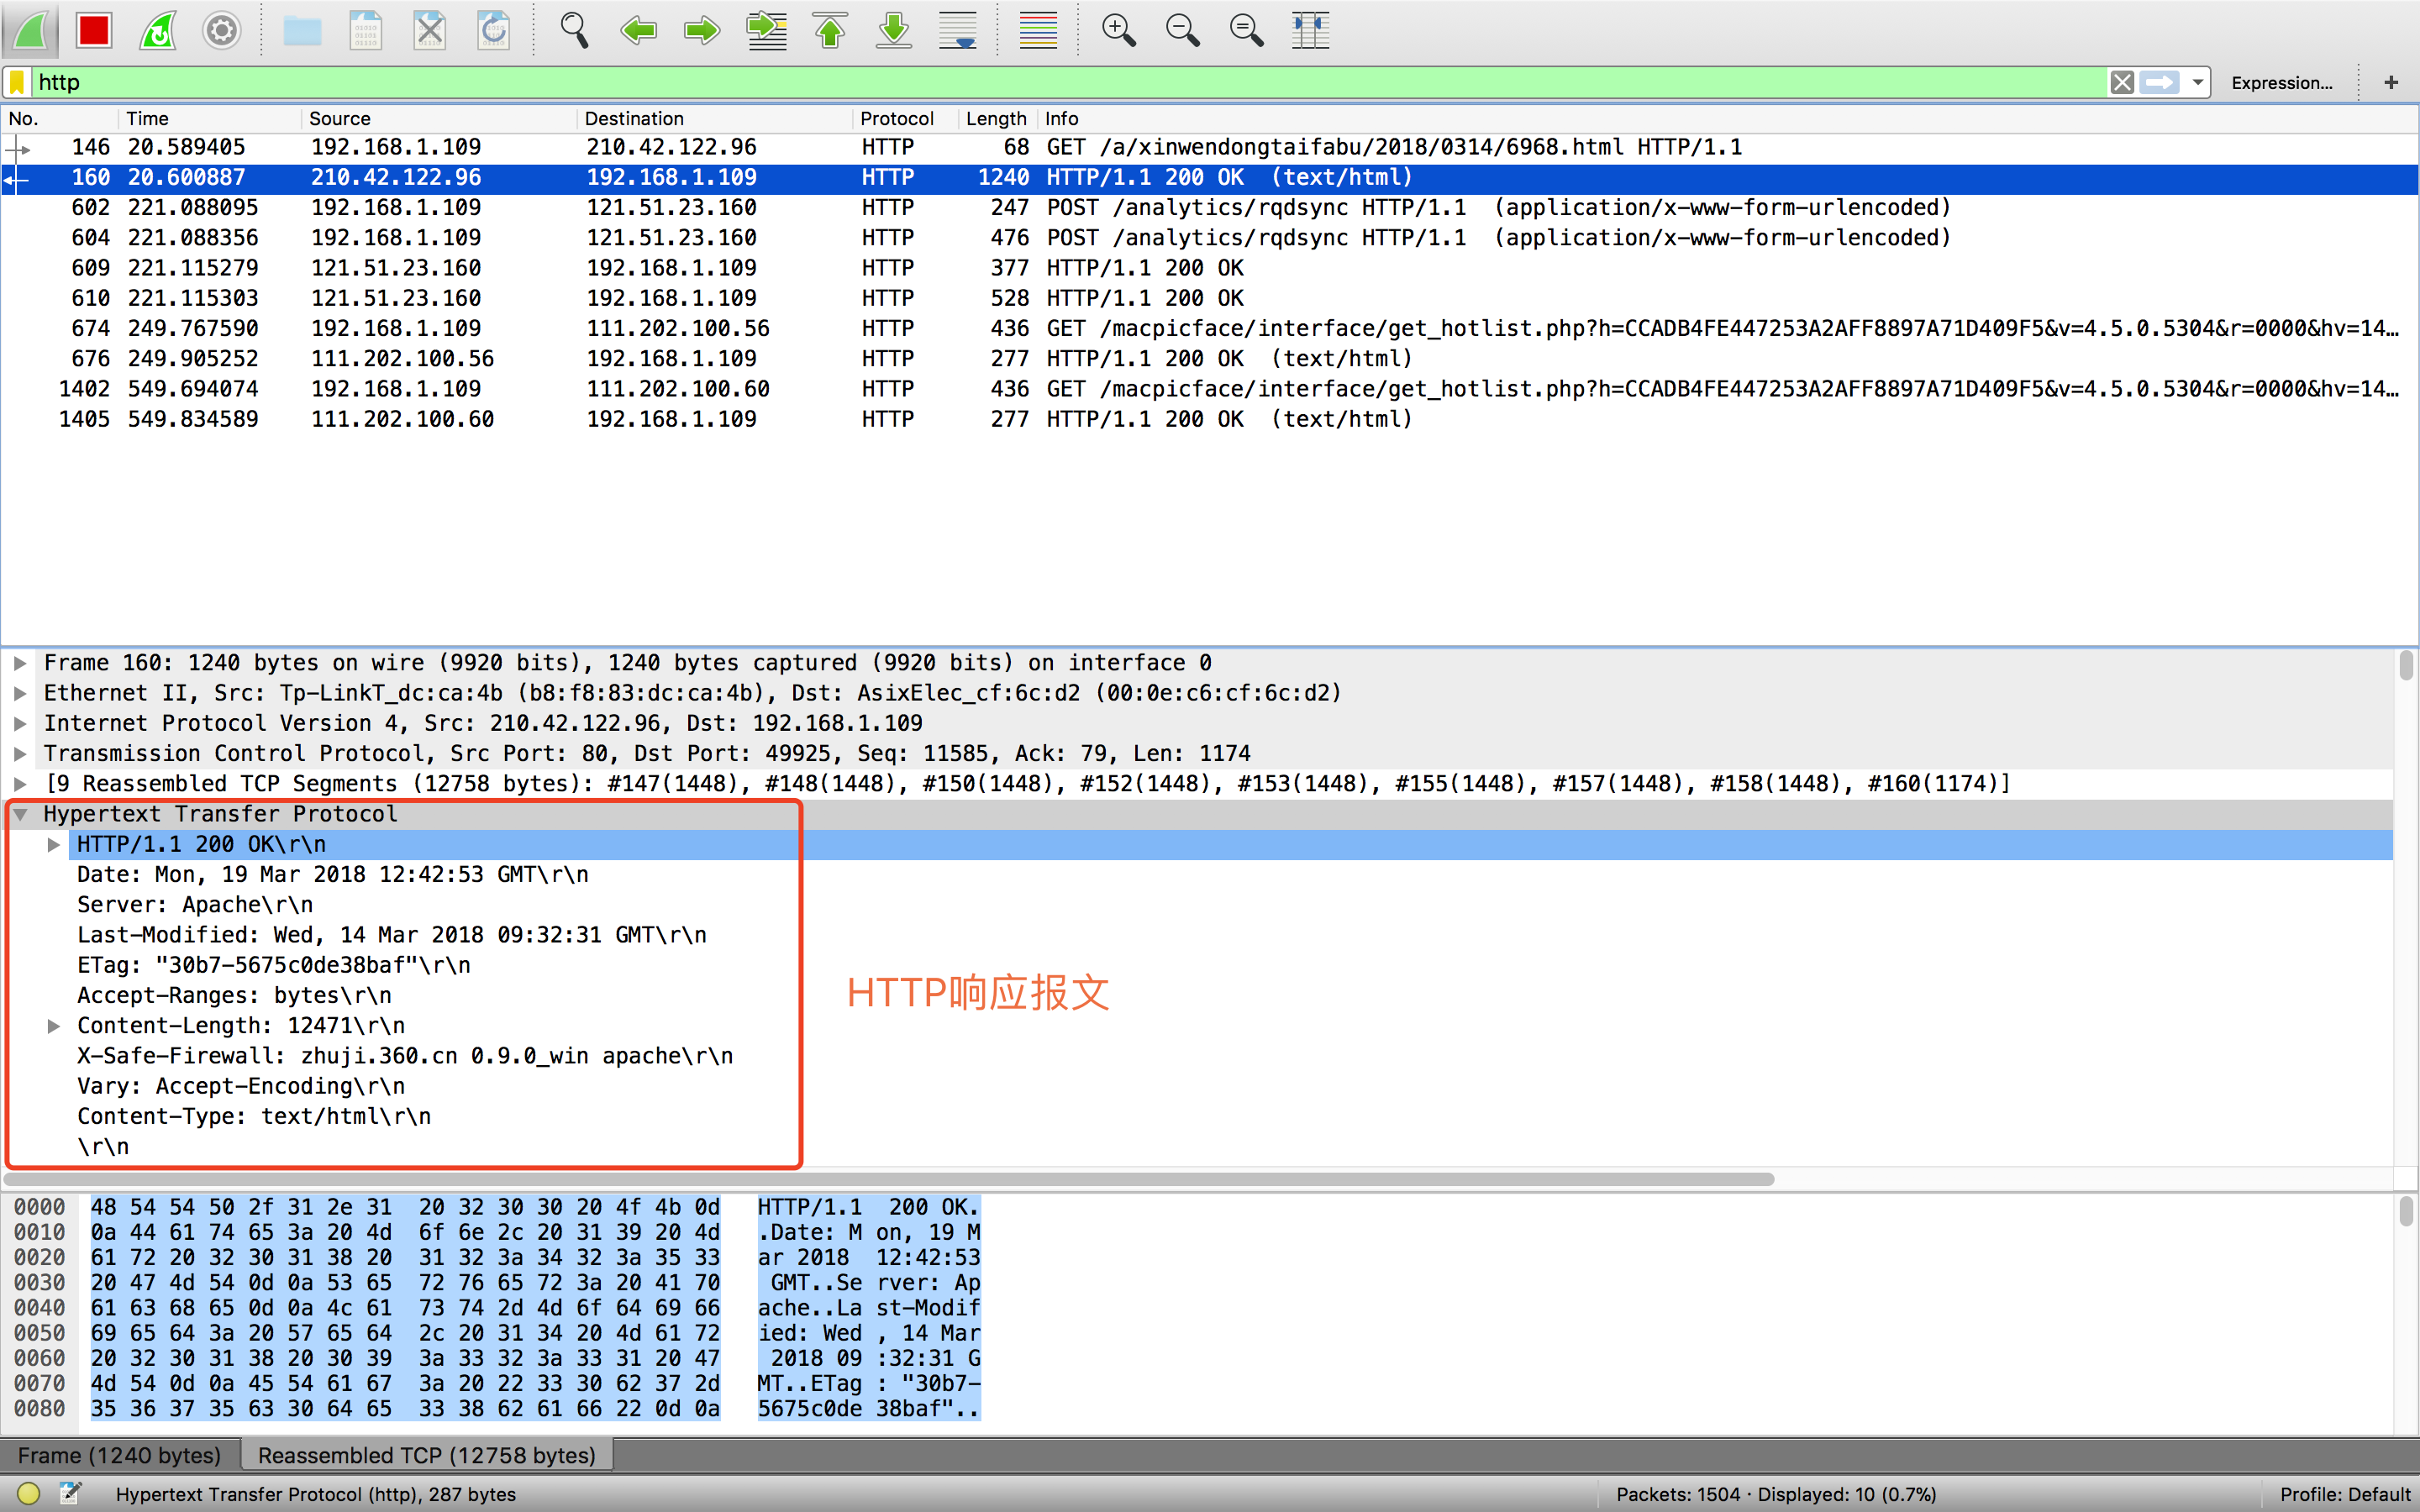 http
Expression...
+
No. Time Source Destination Protocol Length Info
146 20.589405 192.168.1.109 210.42.122.96 HTTP 68 GET /a/xinwendongtaifabu/2018/0314/6968.html HTTP/1.1
160 20.600887 210.42.122.96 192.168.1.109 HTTP 1240 HTTP/1.1 200 OK (text/html)
602 221.088095 192.168.1.109 121.51.23.160 HTTP 247 POST /analytics/rqdsync HTTP/1.1 (application/x-www-form-urlencoded)
604 221.088356 192.168.1.109 121.51.23.160 HTTP 476 POST /analytics/rqdsync HTTP/1.1 (application/x-www-form-urlencoded)
609 221.115279 121.51.23.160 192.168.1.109 HTTP 377 HTTP/1.1 200 OK
610 221.115303 121.51.23.160 192.168.1.109 HTTP 528 HTTP/1.1 200 OK
674 249.767590 192.168.1.109 111.202.100.56 HTTP 436 GET /macpicface/interface/get_hotlist.php?h=CCADB4FE447253A2AFF8897A71D409F5&v=4.5.0.5304&r=0000&hv=14…
676 249.905252 111.202.100.56 192.168.1.109 HTTP 277 HTTP/1.1 200 OK (text/html)
1402 549.694074 192.168.1.109 111.202.100.60 HTTP 436 GET /macpicface/interface/get_hotlist.php?h=CCADB4FE447253A2AFF8897A71D409F5&v=4.5.0.5304&r=0000&hv=14…
1405 549.834589 111.202.100.60 192.168.1.109 HTTP 277 HTTP/1.1 200 OK (text/html)
Frame 160: 1240 bytes on wire (9920 bits), 1240 bytes captured (9920 bits) on interface 0
Ethernet II, Src: Tp-LinkT_dc:ca:4b (b8:f8:83:dc:ca:4b), Dst: AsixElec_cf:6c:d2 (00:0e:c6:cf:6c:d2)
Internet Protocol Version 4, Src: 210.42.122.96, Dst: 192.168.1.109
Transmission Control Protocol, Src Port: 80, Dst Port: 49925, Seq: 11585, Ack: 79, Len: 1174
[9 Reassembled TCP Segments (12758 bytes): #147(1448), #148(1448), #150(1448), #152(1448), #153(1448), #155(1448), #157(1448), #158(1448), #160(1174)]
Hypertext Transfer Protocol
HTTP/1.1 200 OK\r\n
Date: Mon, 19 Mar 2018 12:42:53 GMT\r\n
Server: Apache\r\n
Last-Modified: Wed, 14 Mar 2018 09:32:31 GMT\r\n
ETag: "30b7-5675c0de38baf"\r\n
Accept-Ranges: bytes\r\n
HTTP响应报文
Content-Length: 12471\r\n
X-Safe-Firewall: zhuji.360.cn 0.9.0_win apache\r\n
Vary: Accept-Encoding\r\n
Content-Type: text/html\r\n
\r\n
0000 48 54 54 50 2f 31 2e 31 20 32 30 30 20 4f 4b 0d HTTP/1.1 200 OK.
0010 0a 44 61 74 65 3a 20 4d 6f 6e 2c 20 31 39 20 4d .Date: M on, 19 M
0020 61 72 20 32 30 31 38 20 31 32 3a 34 32 3a 35 33 ar 2018 12:42:53
0030 20 47 4d 54 0d 0a 53 65 72 76 65 72 3a 20 41 70 GMT..Se rver: Ap
0040 61 63 68 65 0d 0a 4c 61 73 74 2d 4d 6f 64 69 66 ache..La st-Modif
0050 69 65 64 3a 20 57 65 64 2c 20 31 34 20 4d 61 72 ied: Wed , 14 Mar
0060 20 32 30 31 38 20 30 39 3a 33 32 3a 33 31 20 47 2018 09 :32:31 G
0070 4d 54 0d 0a 45 54 61 67 3a 20 22 33 30 62 37 2d MT..ETag : "30b7-
0080 35 36 37 35 63 30 64 65 33 38 62 61 66 22 0d 0a 5675c0de 38baf"..
Frame (1240 bytes) Reassembled TCP (12758 bytes)
Hypertext Transfer Protocol (http), 287 bytes Packets: 1504 · Displayed: 10 (0.7%) Profile: Default